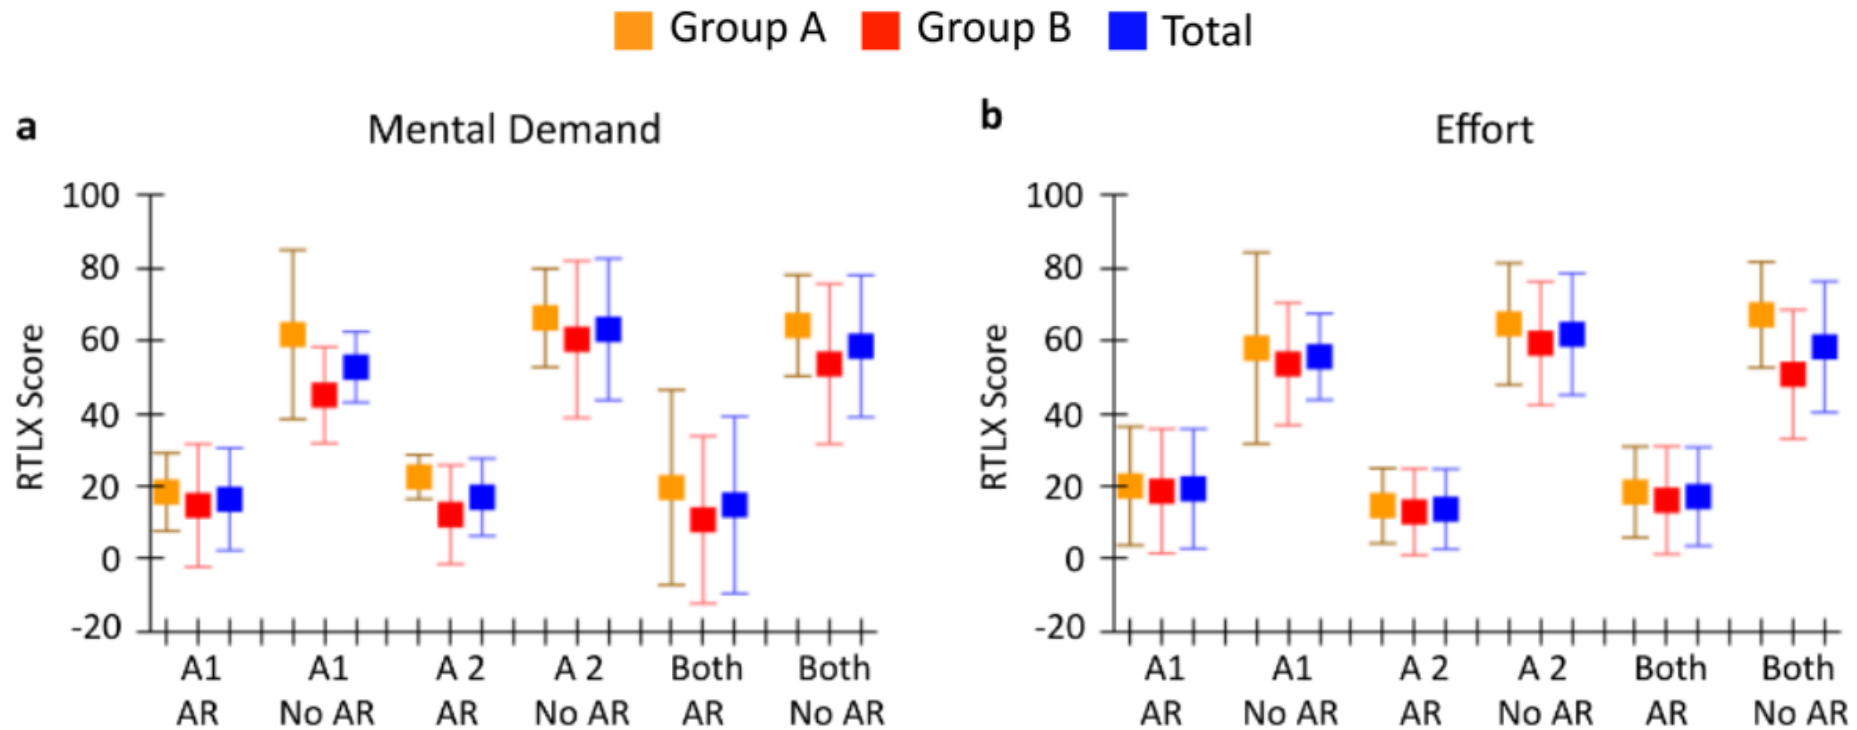 Group A Group B Total
a Mental Demand
b Effort
RTLX Score
100
80
60
40
20
0
-20
A1 A1 A 2 A 2 Both Both
AR No AR AR No AR AR No AR
RTLX Score
100
80
60
40
20
0
-20
A1 A1 A 2 A 2 Both Both
AR No AR AR No AR AR No AR